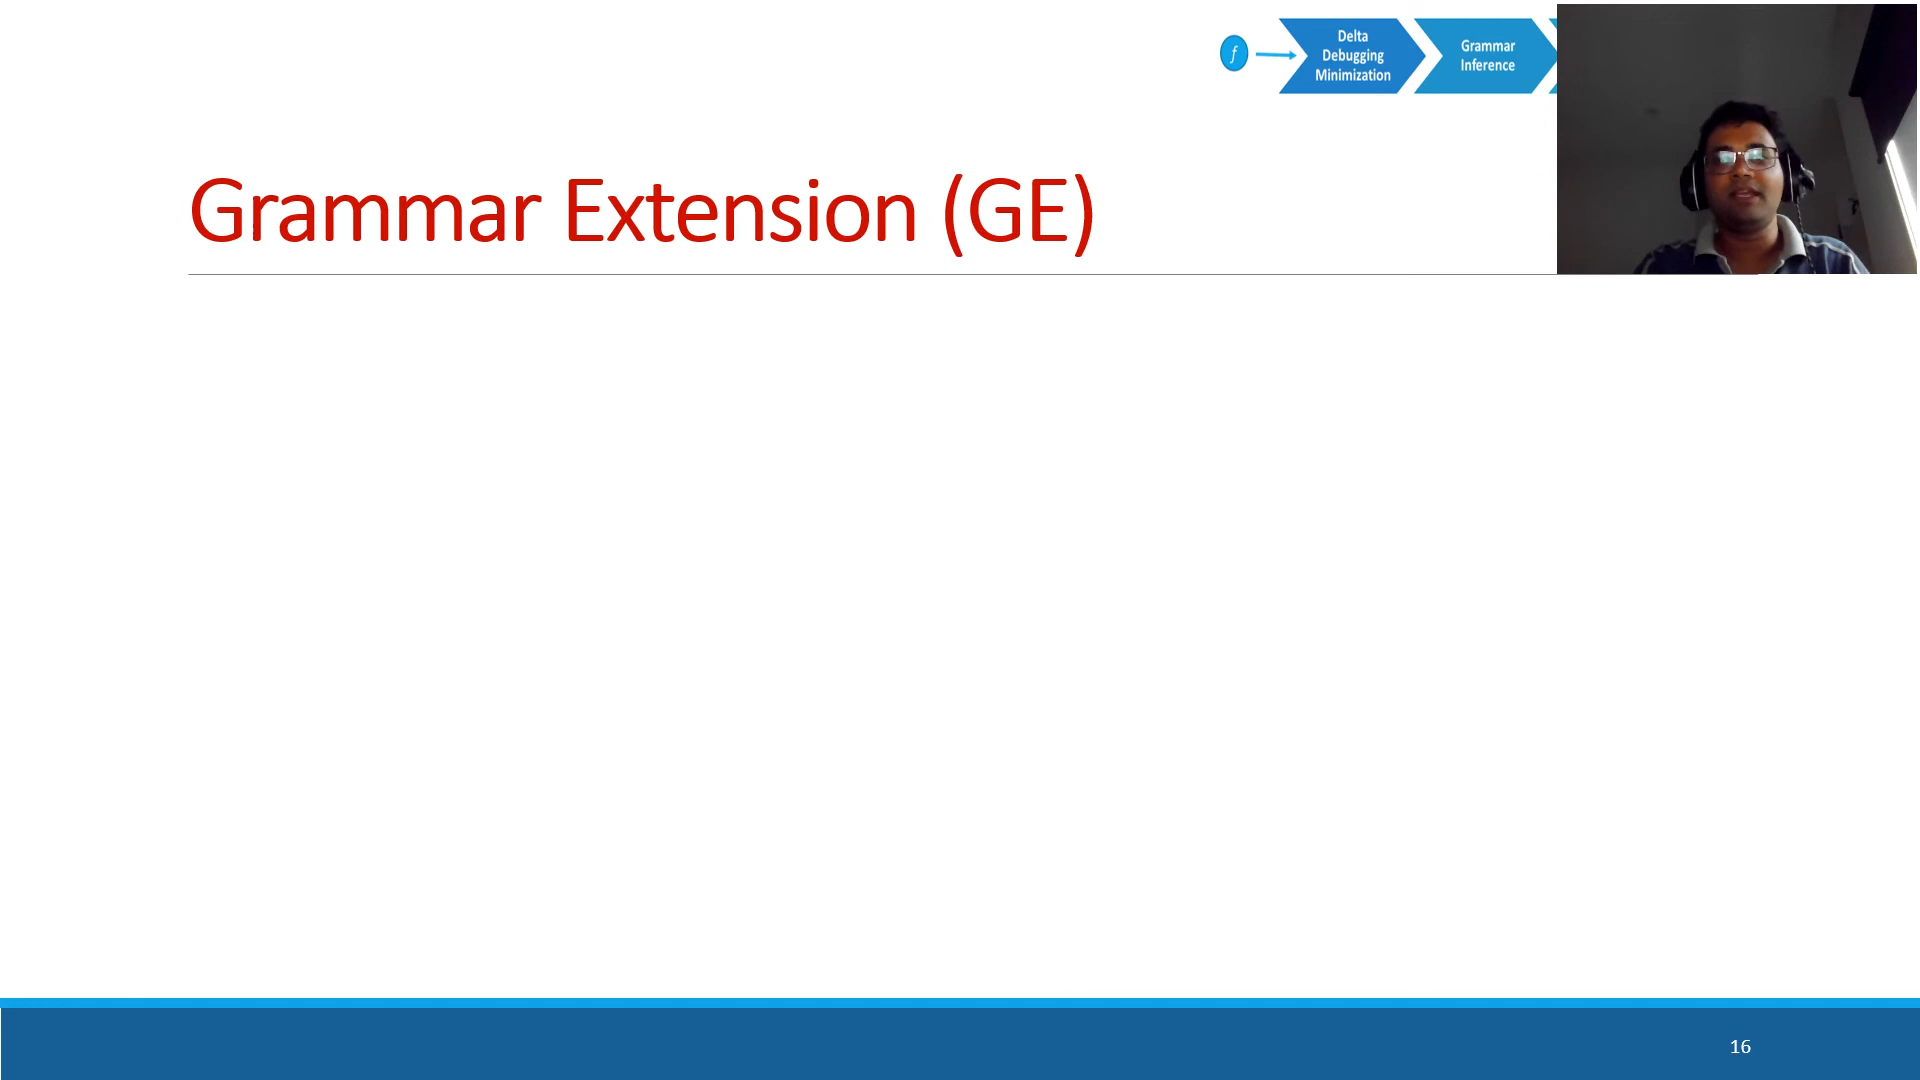 f
Delta
Debugging
Minimization
Grammar
Inference
Grammar Extension (GE)
16